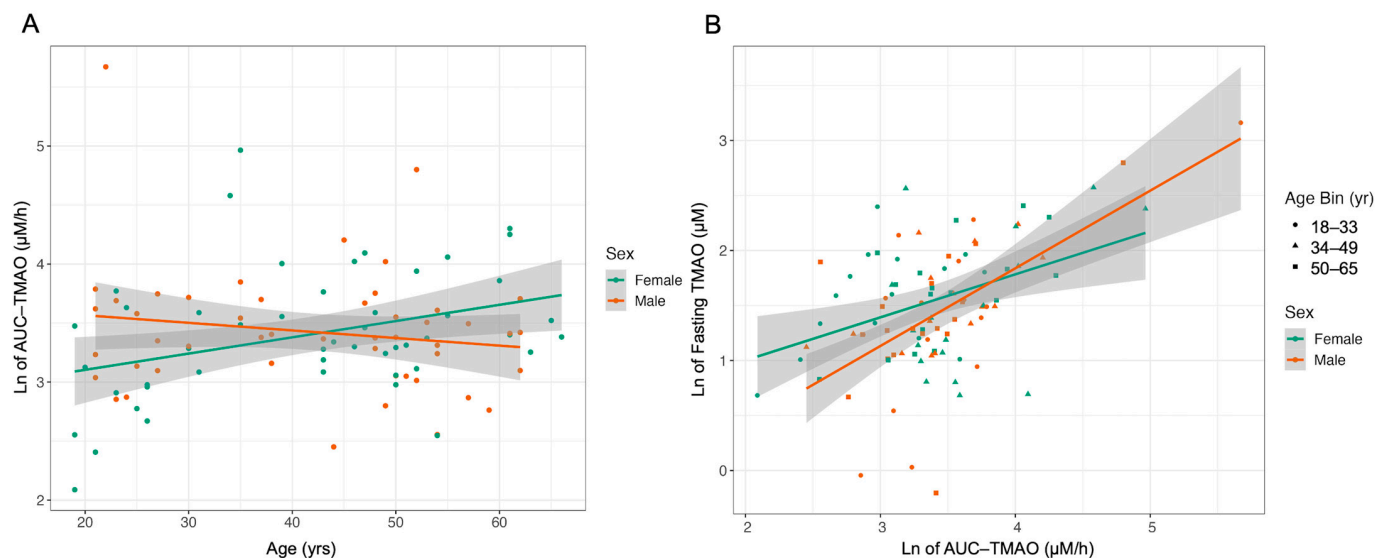 A
Ln of AUC–TMAO (µM/h)
5
4
3
2
20
30
40
50
60
Age (yrs)
Sex
Female
Male
B
Ln of Fasting TMAO (µM)
3
2
1
0
2
3
4
5
Ln of AUC–TMAO (µM/h)
Age Bin (yr)
18–33
34–49
50–65
Sex
Female
Male